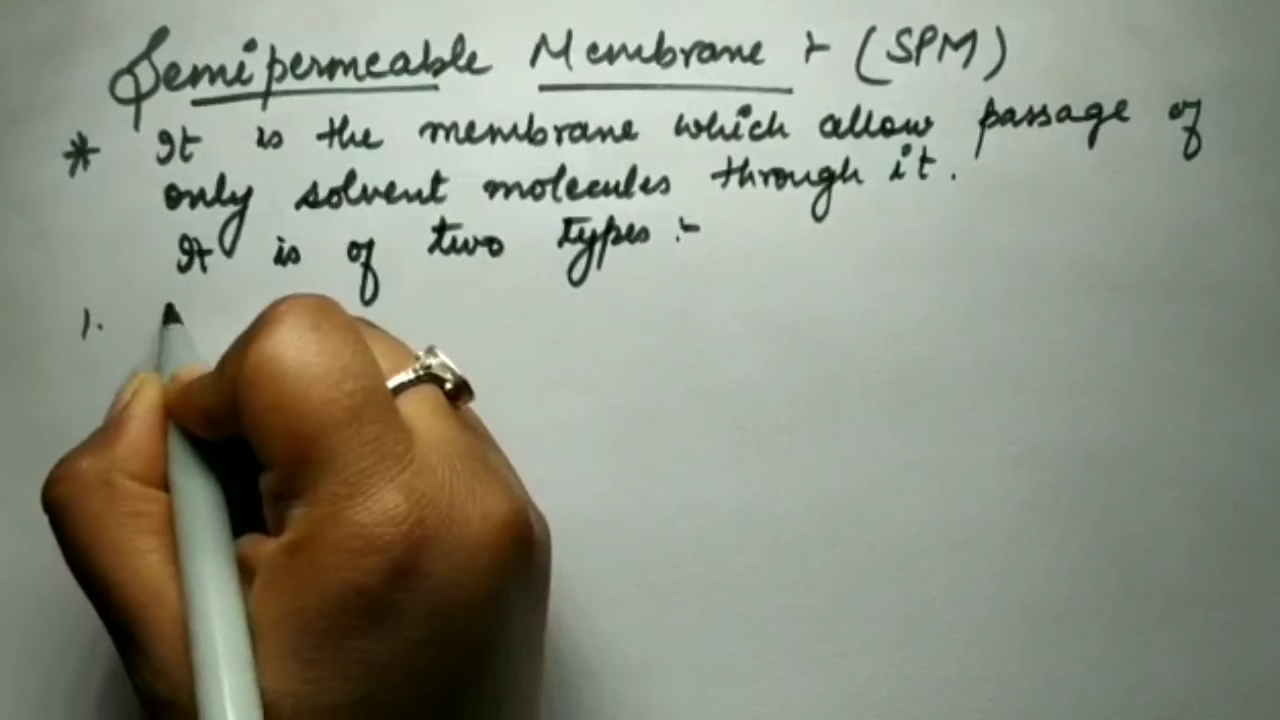 Semipermeable Membrane :- (SPM)
* It is the membrane which allow passage of
only solvent molecules through it.
It is of two types :-
1.